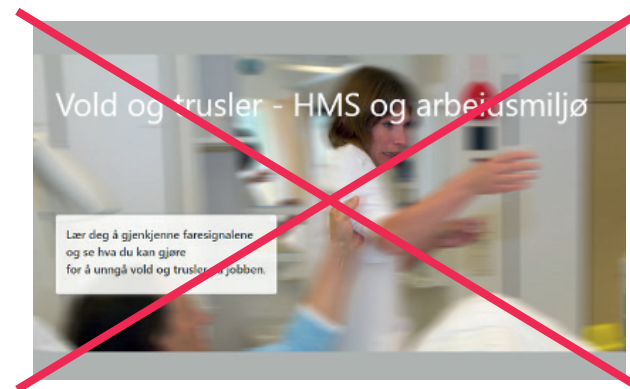 Vold og trusler - HMS og arbeidsmiljø
Lær deg å gjenkjenne faresignalene
og se hva du kan gjøre
for å unngå vold og trusler på jobben.